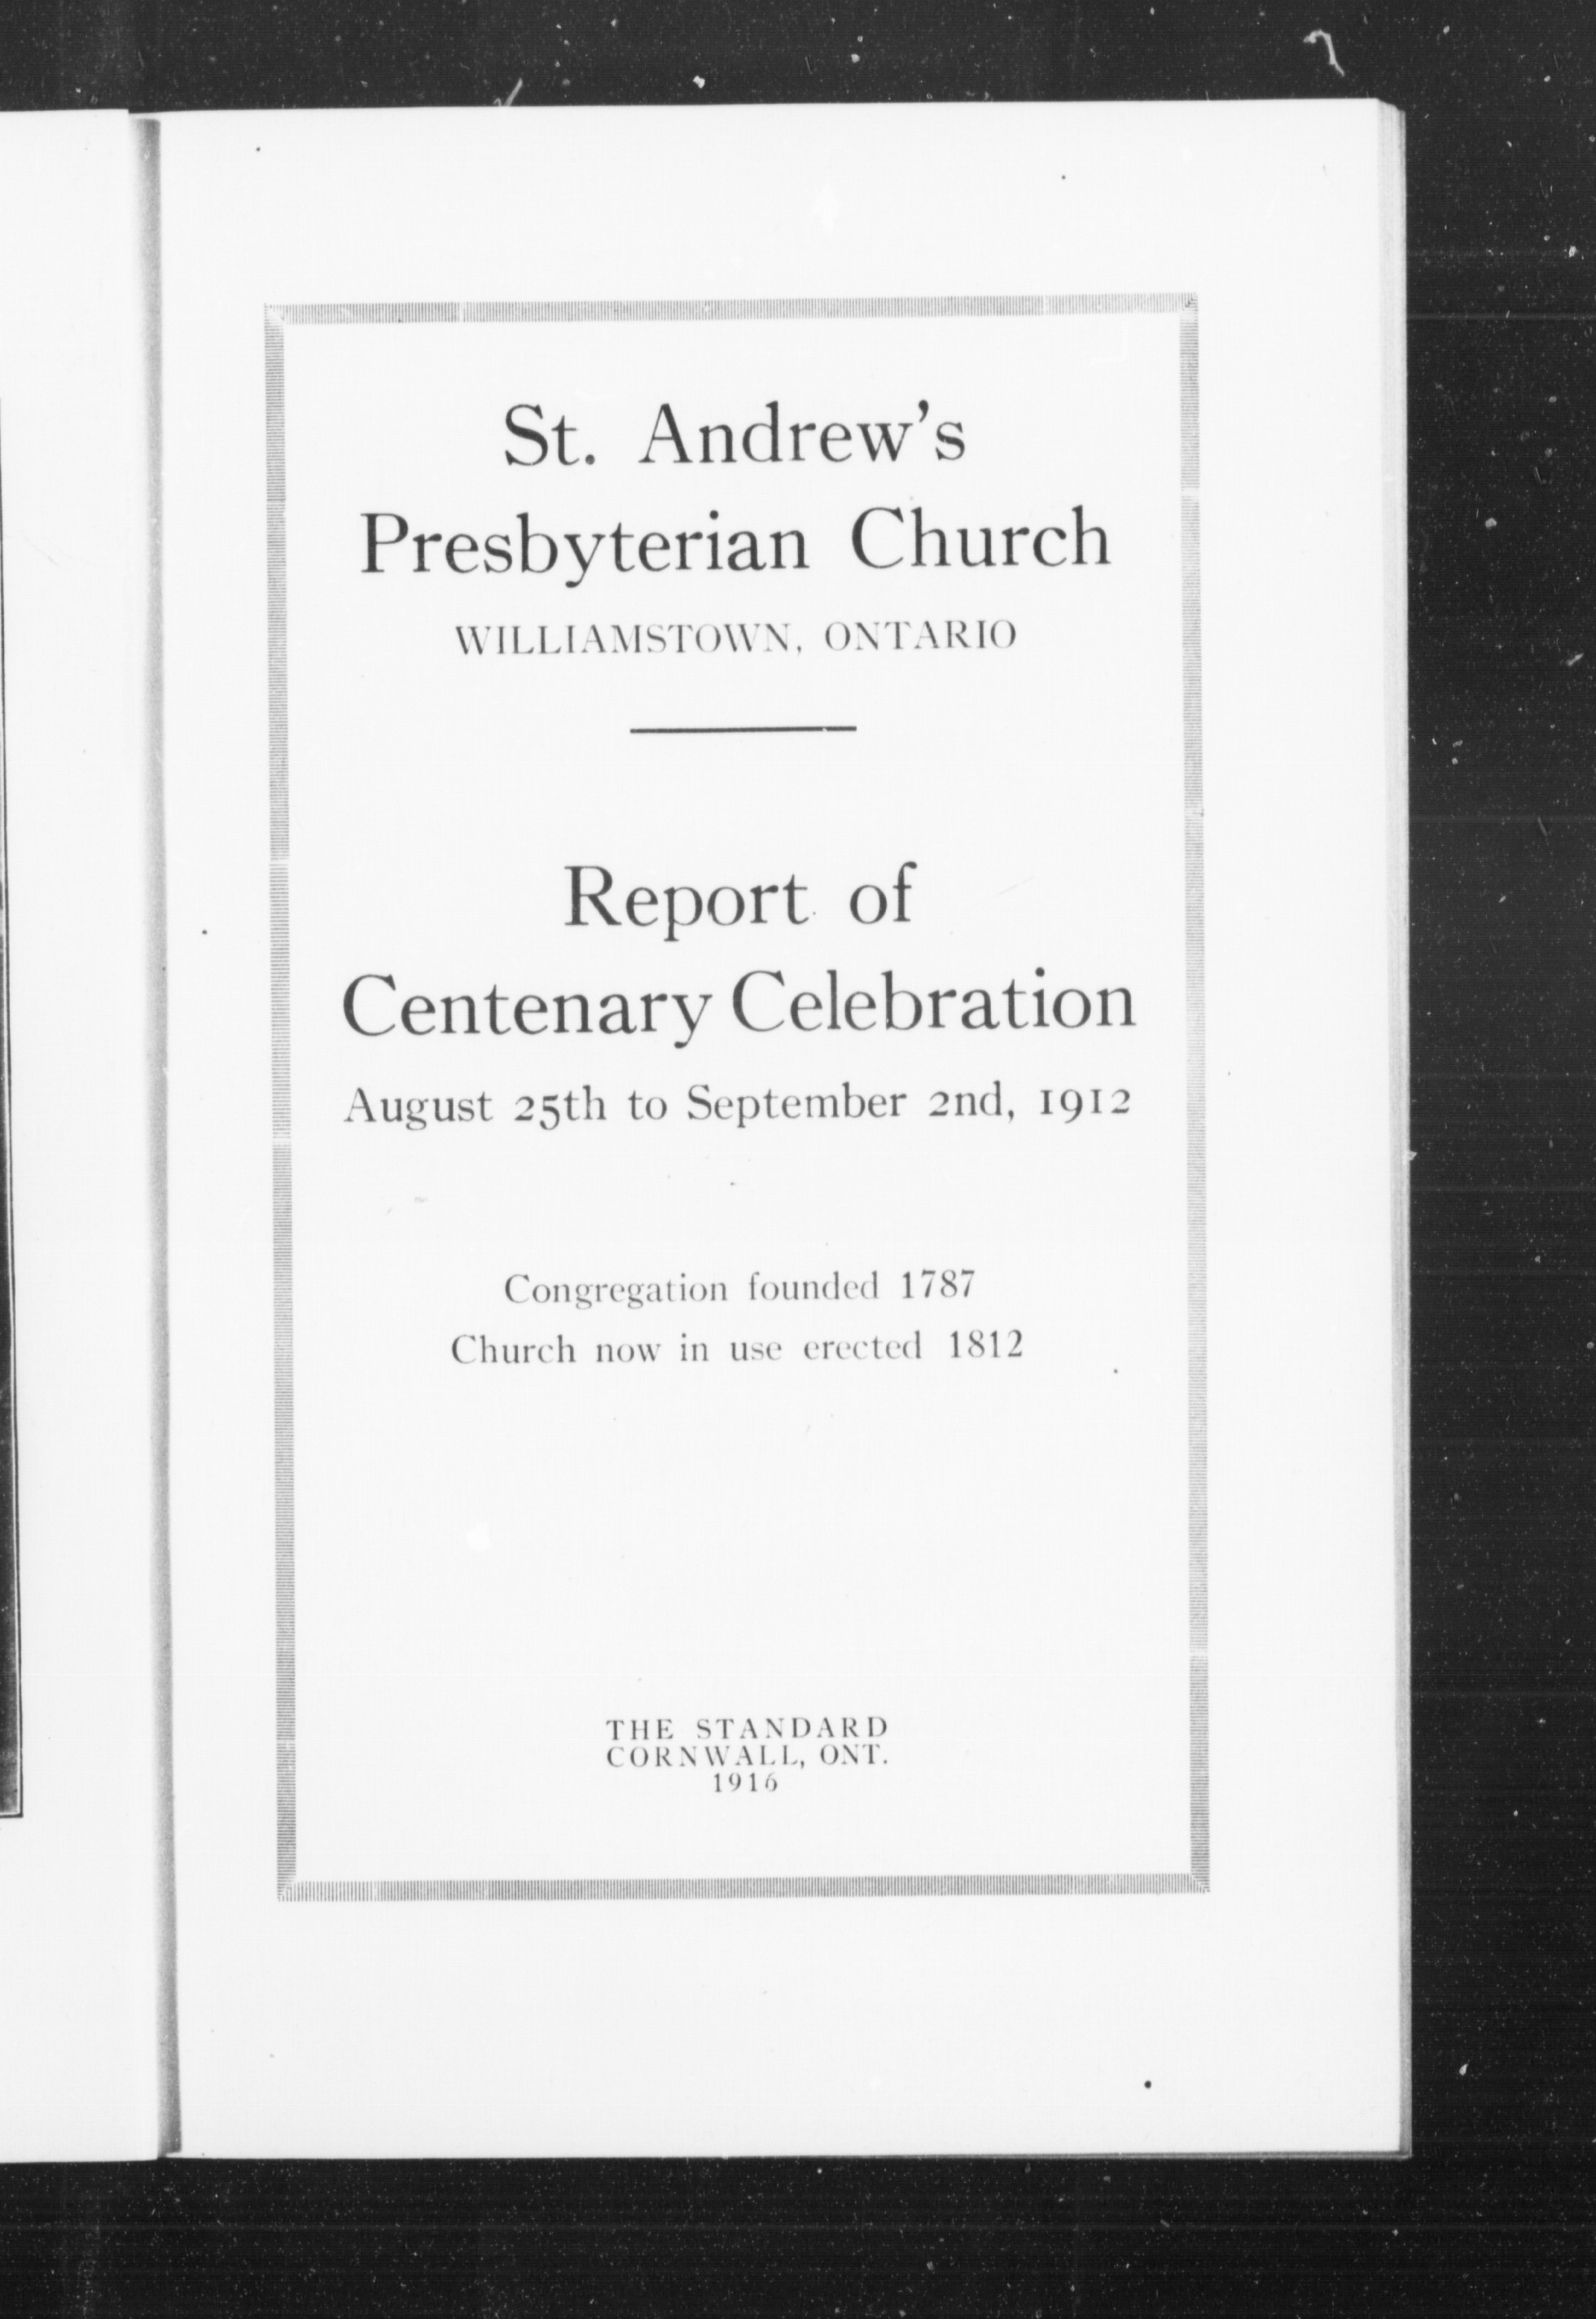 St. Andrew's
Presbyterian Church
WILLIAMSTOWN, ONTARIO
Report of
Centenary Celebration
August 25th to September 2nd, 1912
Congregation founded 1787
Church now in use erected 1812
THE STANDARD
CORNWALL, ONT.
1916